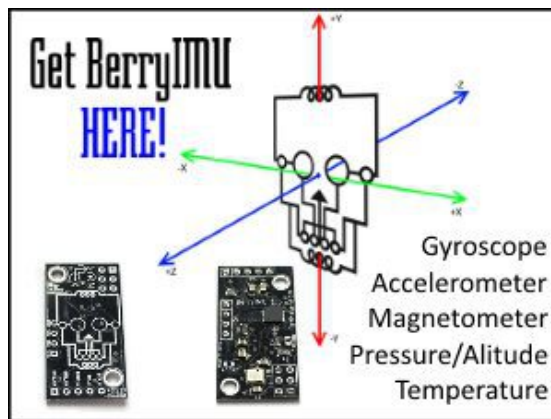 Get BerryIMU
HERE!
+Y
-Z
-X
+X
+Z
-Y
Gyroscope
Accelerometer
Magnetometer
Pressure/Alitude
Temperature